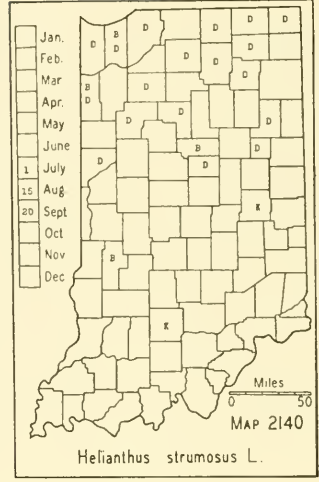 Jan.
Feb.
Mar
Apr.
May
June
1 July
15 Aug.
20 Sept
Oct
Nov
Dec
D D D
D B D
D D
D D D
B D D
D D D
B D
D D
K
B
K
Miles
0 50
MAP 2140
Helianthus strumosus L.